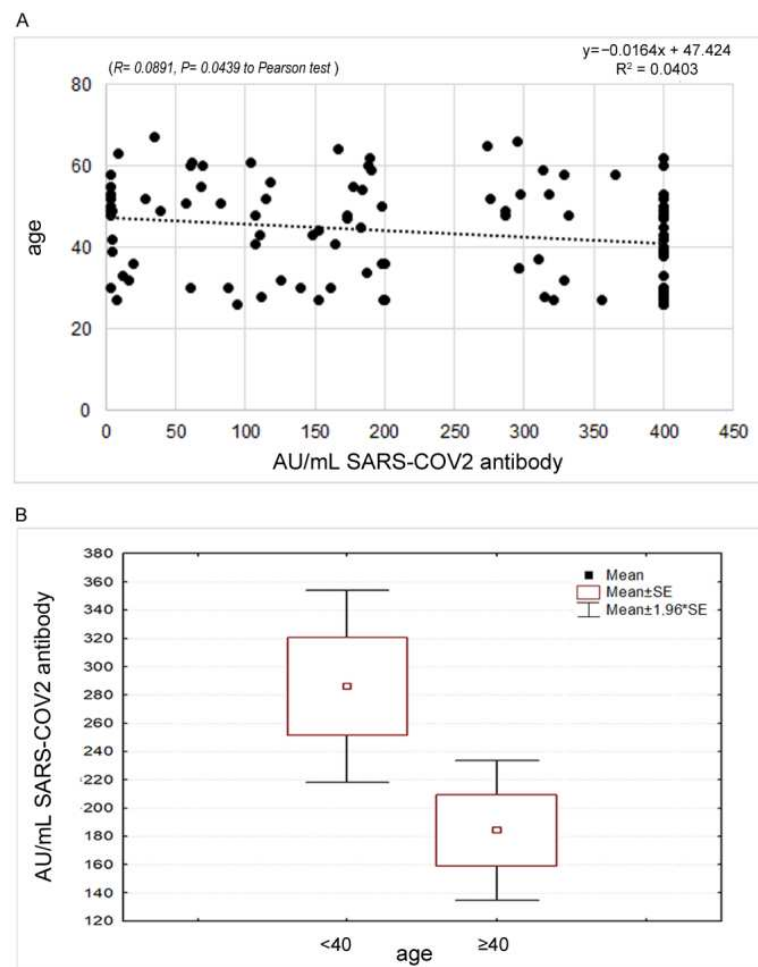 A
(R= 0.0891, P= 0.0439 to Pearson test )
y=−0.0164x + 47.424
R² = 0.0403
80
60
40
20
0
age
0 50 100 150 200 250 300 350 400 450
AU/mL SARS-COV2 antibody
B
380
360
340
320
300
280
260
240
-220
200
180
160
140
120
AU/mL SARS-COV2 antibody
Mean
Mean±SE
Mean±1.96*SE
<40 ≥40
age